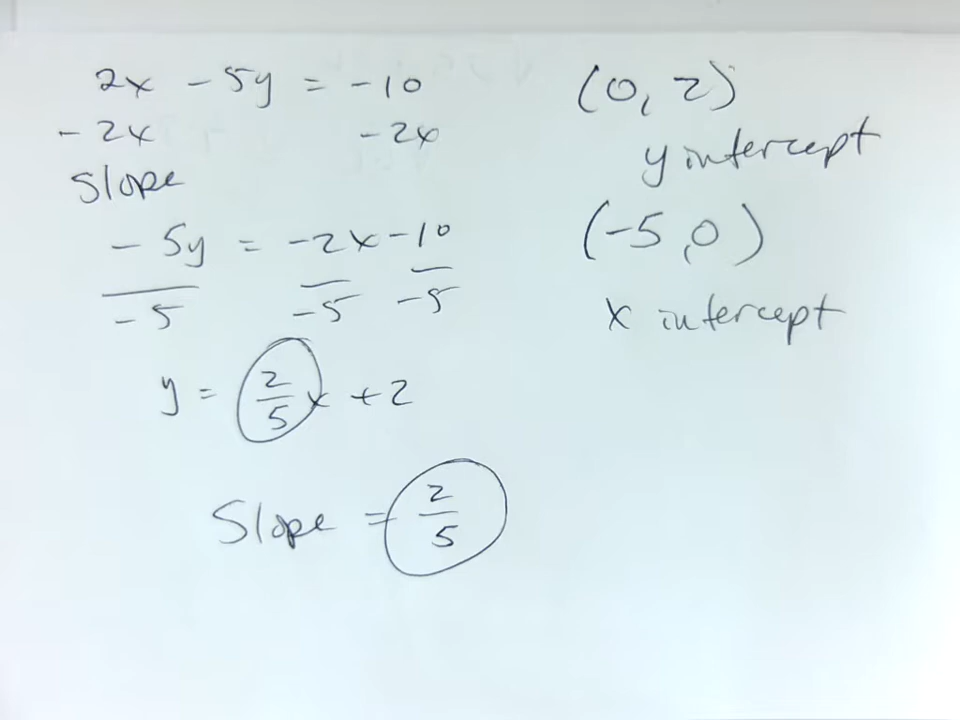 2x - 5y = -10
- 2x - 2x
Slope
- 5y = -2x - 10
-5 -5 -5
y = 2/5 x + 2
Slope = 2/5
(0, 2)
y intercept
(-5, 0)
x intercept